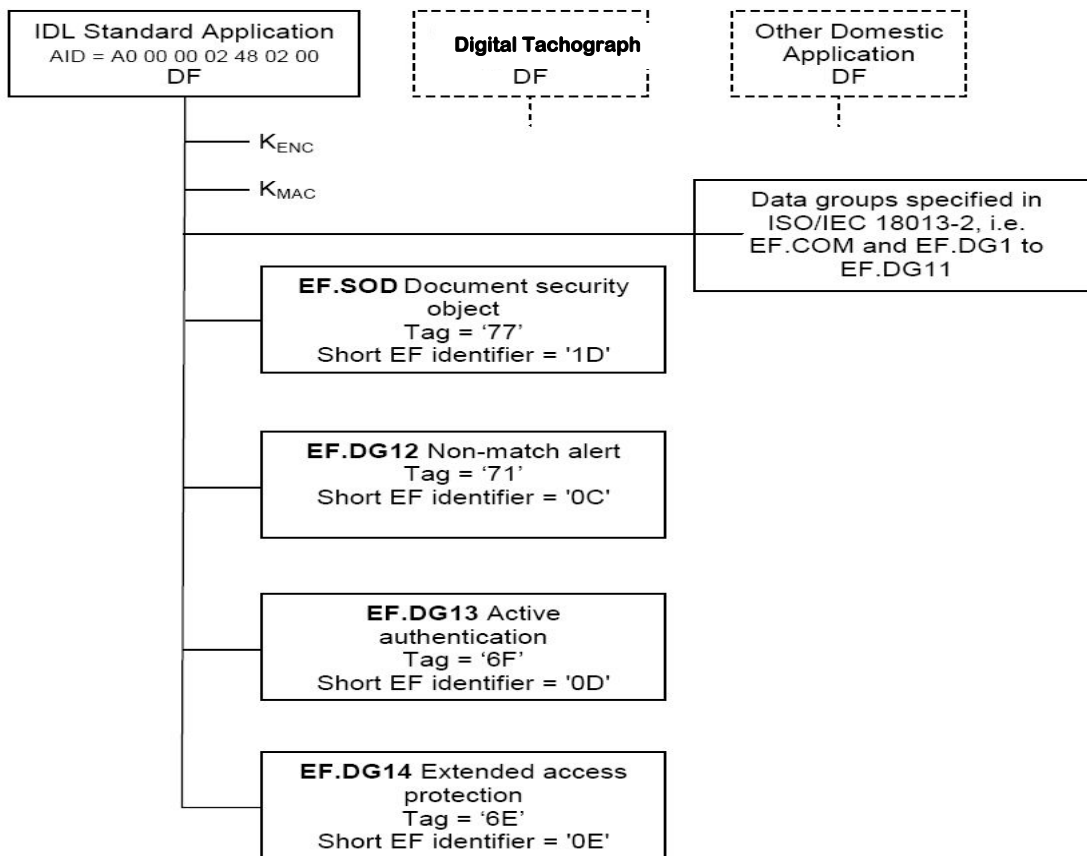 IDL Standard Application
AID = A0 00 00 02 48 02 00
DF
Digital Tachograph
DF
Other Domestic
Application
DF
KENC
KMAC
Data groups specified in
ISO/IEC 18013-2, i.e.
EF.COM and EF.DG1 to
EF.DG11
EF.SOD Document security
object
Tag = ‘77’
Short EF identifier = '1D'
EF.DG12 Non-match alert
Tag = ‘71’
Short EF identifier = '0C'
EF.DG13 Active
authentication
Tag = ‘6F’
Short EF identifier = '0D'
EF.DG14 Extended access
protection
Tag = ‘6E’
Short EF identifier = '0E'